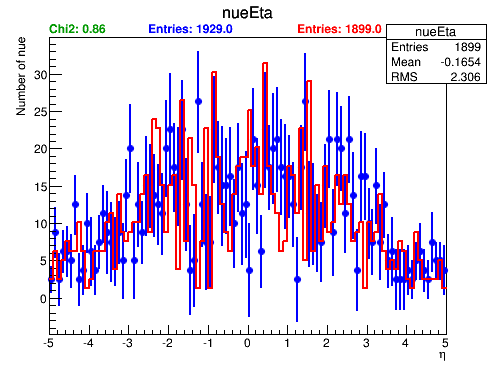 nueEta
Chi2: 0.86 Entries: 1929.0 Entries: 1899.0
nueEta
Entries 1899
Mean -0.1654
RMS 2.306
Number of nue
35
30
25
20
15
10
5
0
-5 -4 -3 -2 -1 0 1 2 3 4 5
η